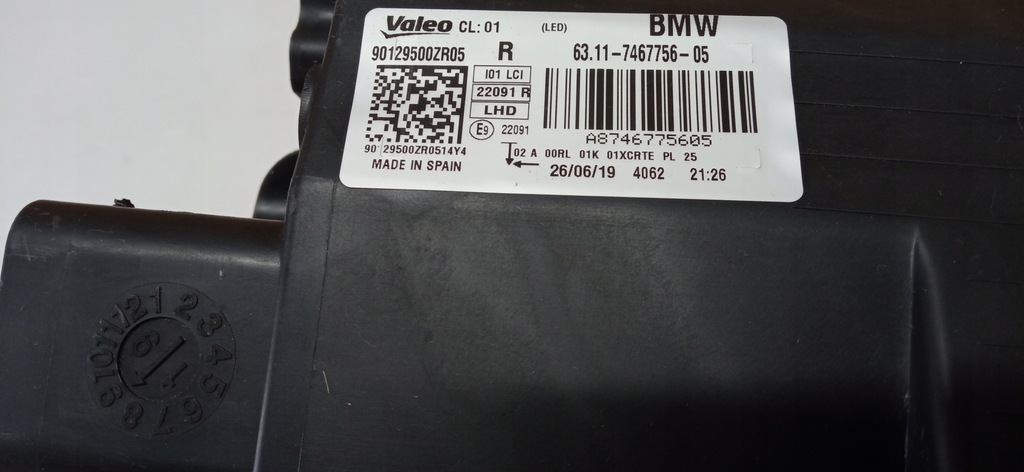 Valeo CL: 01 (LED) BMW
90129500ZR05 R 63.11-7467756-05
I01 LCI
22091 R
LHD
E9 22091
A8746775605
90129500ZR0514Y4
02 A 00RL 01K 01XCRTE PL 25
MADE IN SPAIN
26/06/19 4062 21:26
1 2 3 4 5 6 7 8 9 10 11 12
19